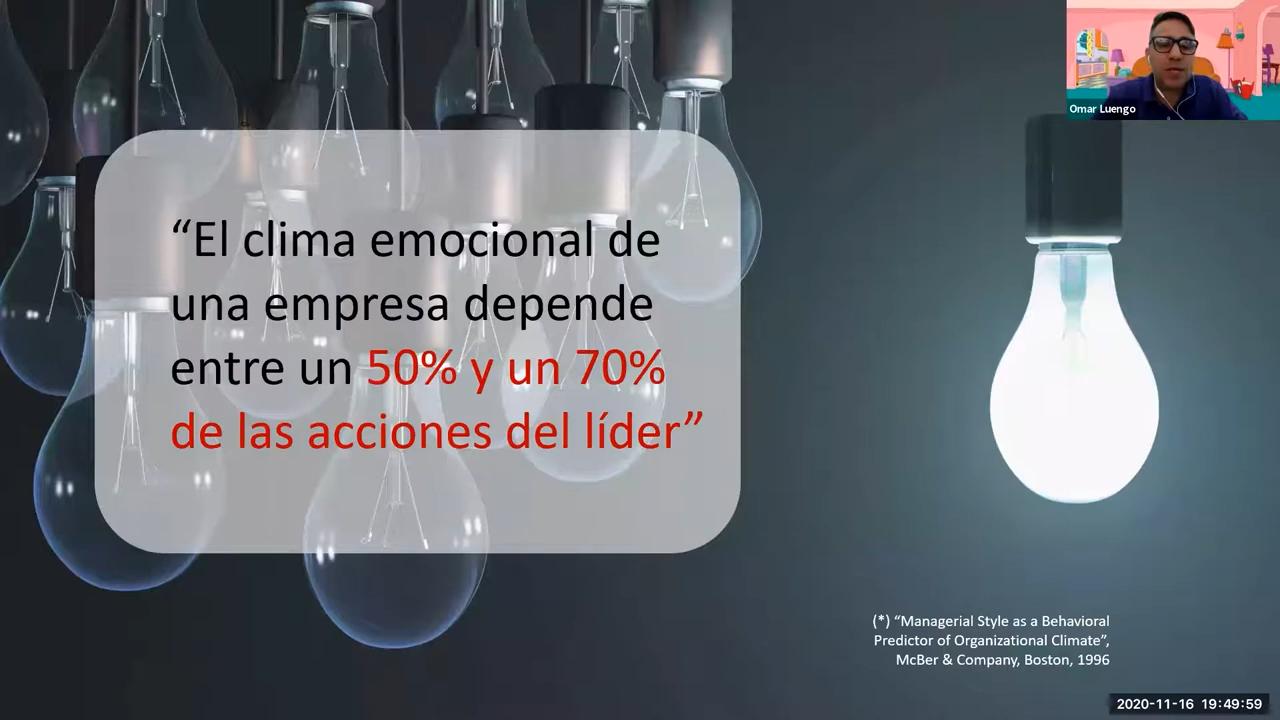 Omar Luengo
“El clima emocional de
una empresa depende
entre un 50% y un 70%
de las acciones del líder”
(*) “Managerial Style as a Behavioral
Predictor of Organizational Climate”,
McBer & Company, Boston, 1996
2020-11-16 19:49:59